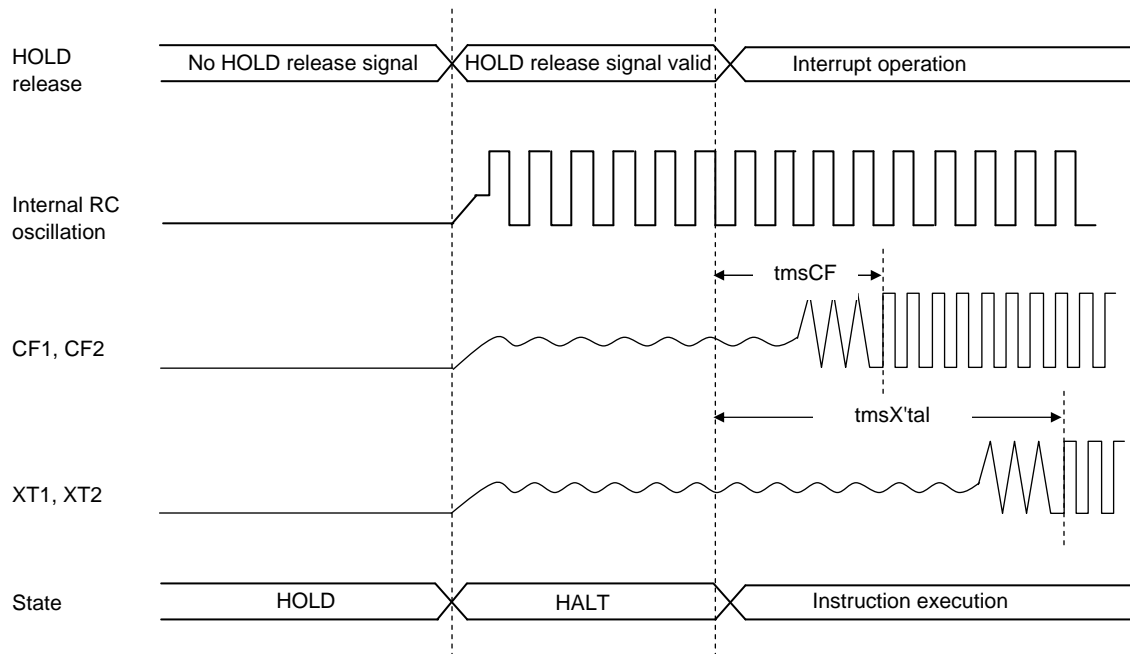 HOLD
release
No HOLD release signal
HOLD release signal valid
Interrupt operation
Internal RC
oscillation
tmsCF
CF1, CF2
tmsX'tal
XT1, XT2
State
HOLD
HALT
Instruction execution